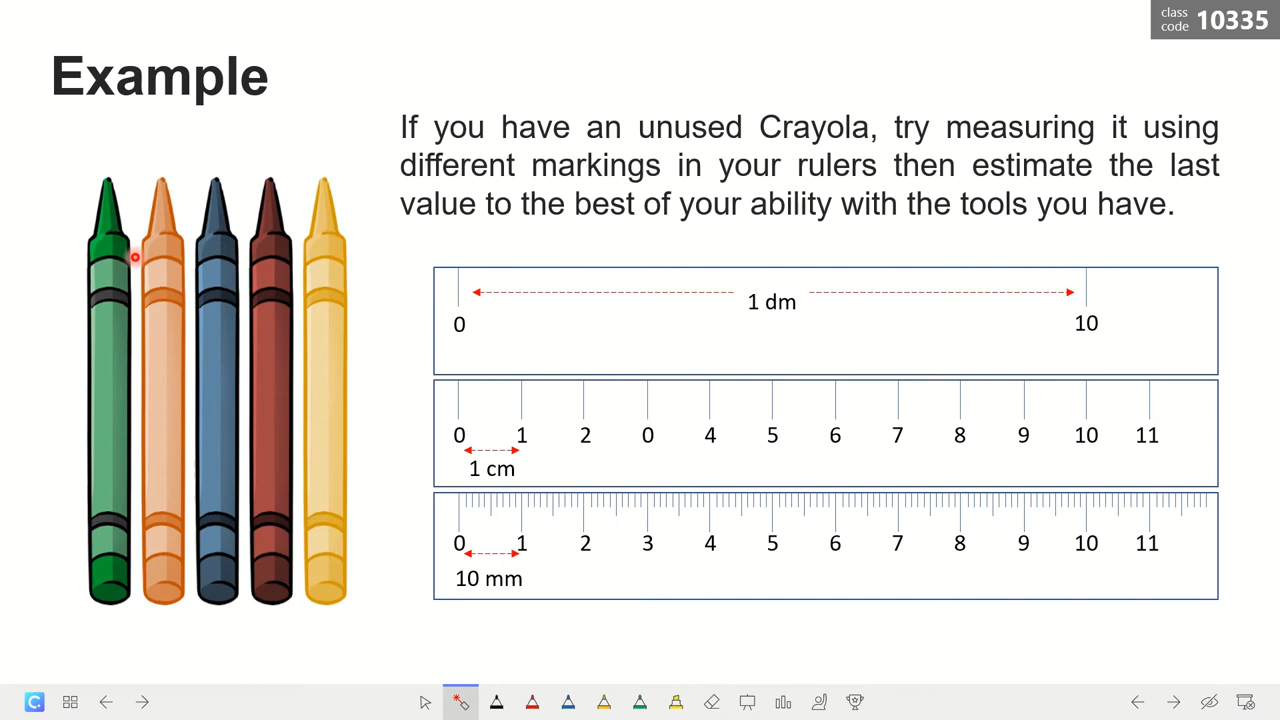 class
code 10335
Example
If you have an unused Crayola, try measuring it using
different markings in your rulers then estimate the last
value to the best of your ability with the tools you have.
1 dm
0 10
0 1 2 0 4 5 6 7 8 9 10 11
1 cm
0 1 2 3 4 5 6 7 8 9 10 11
10 mm